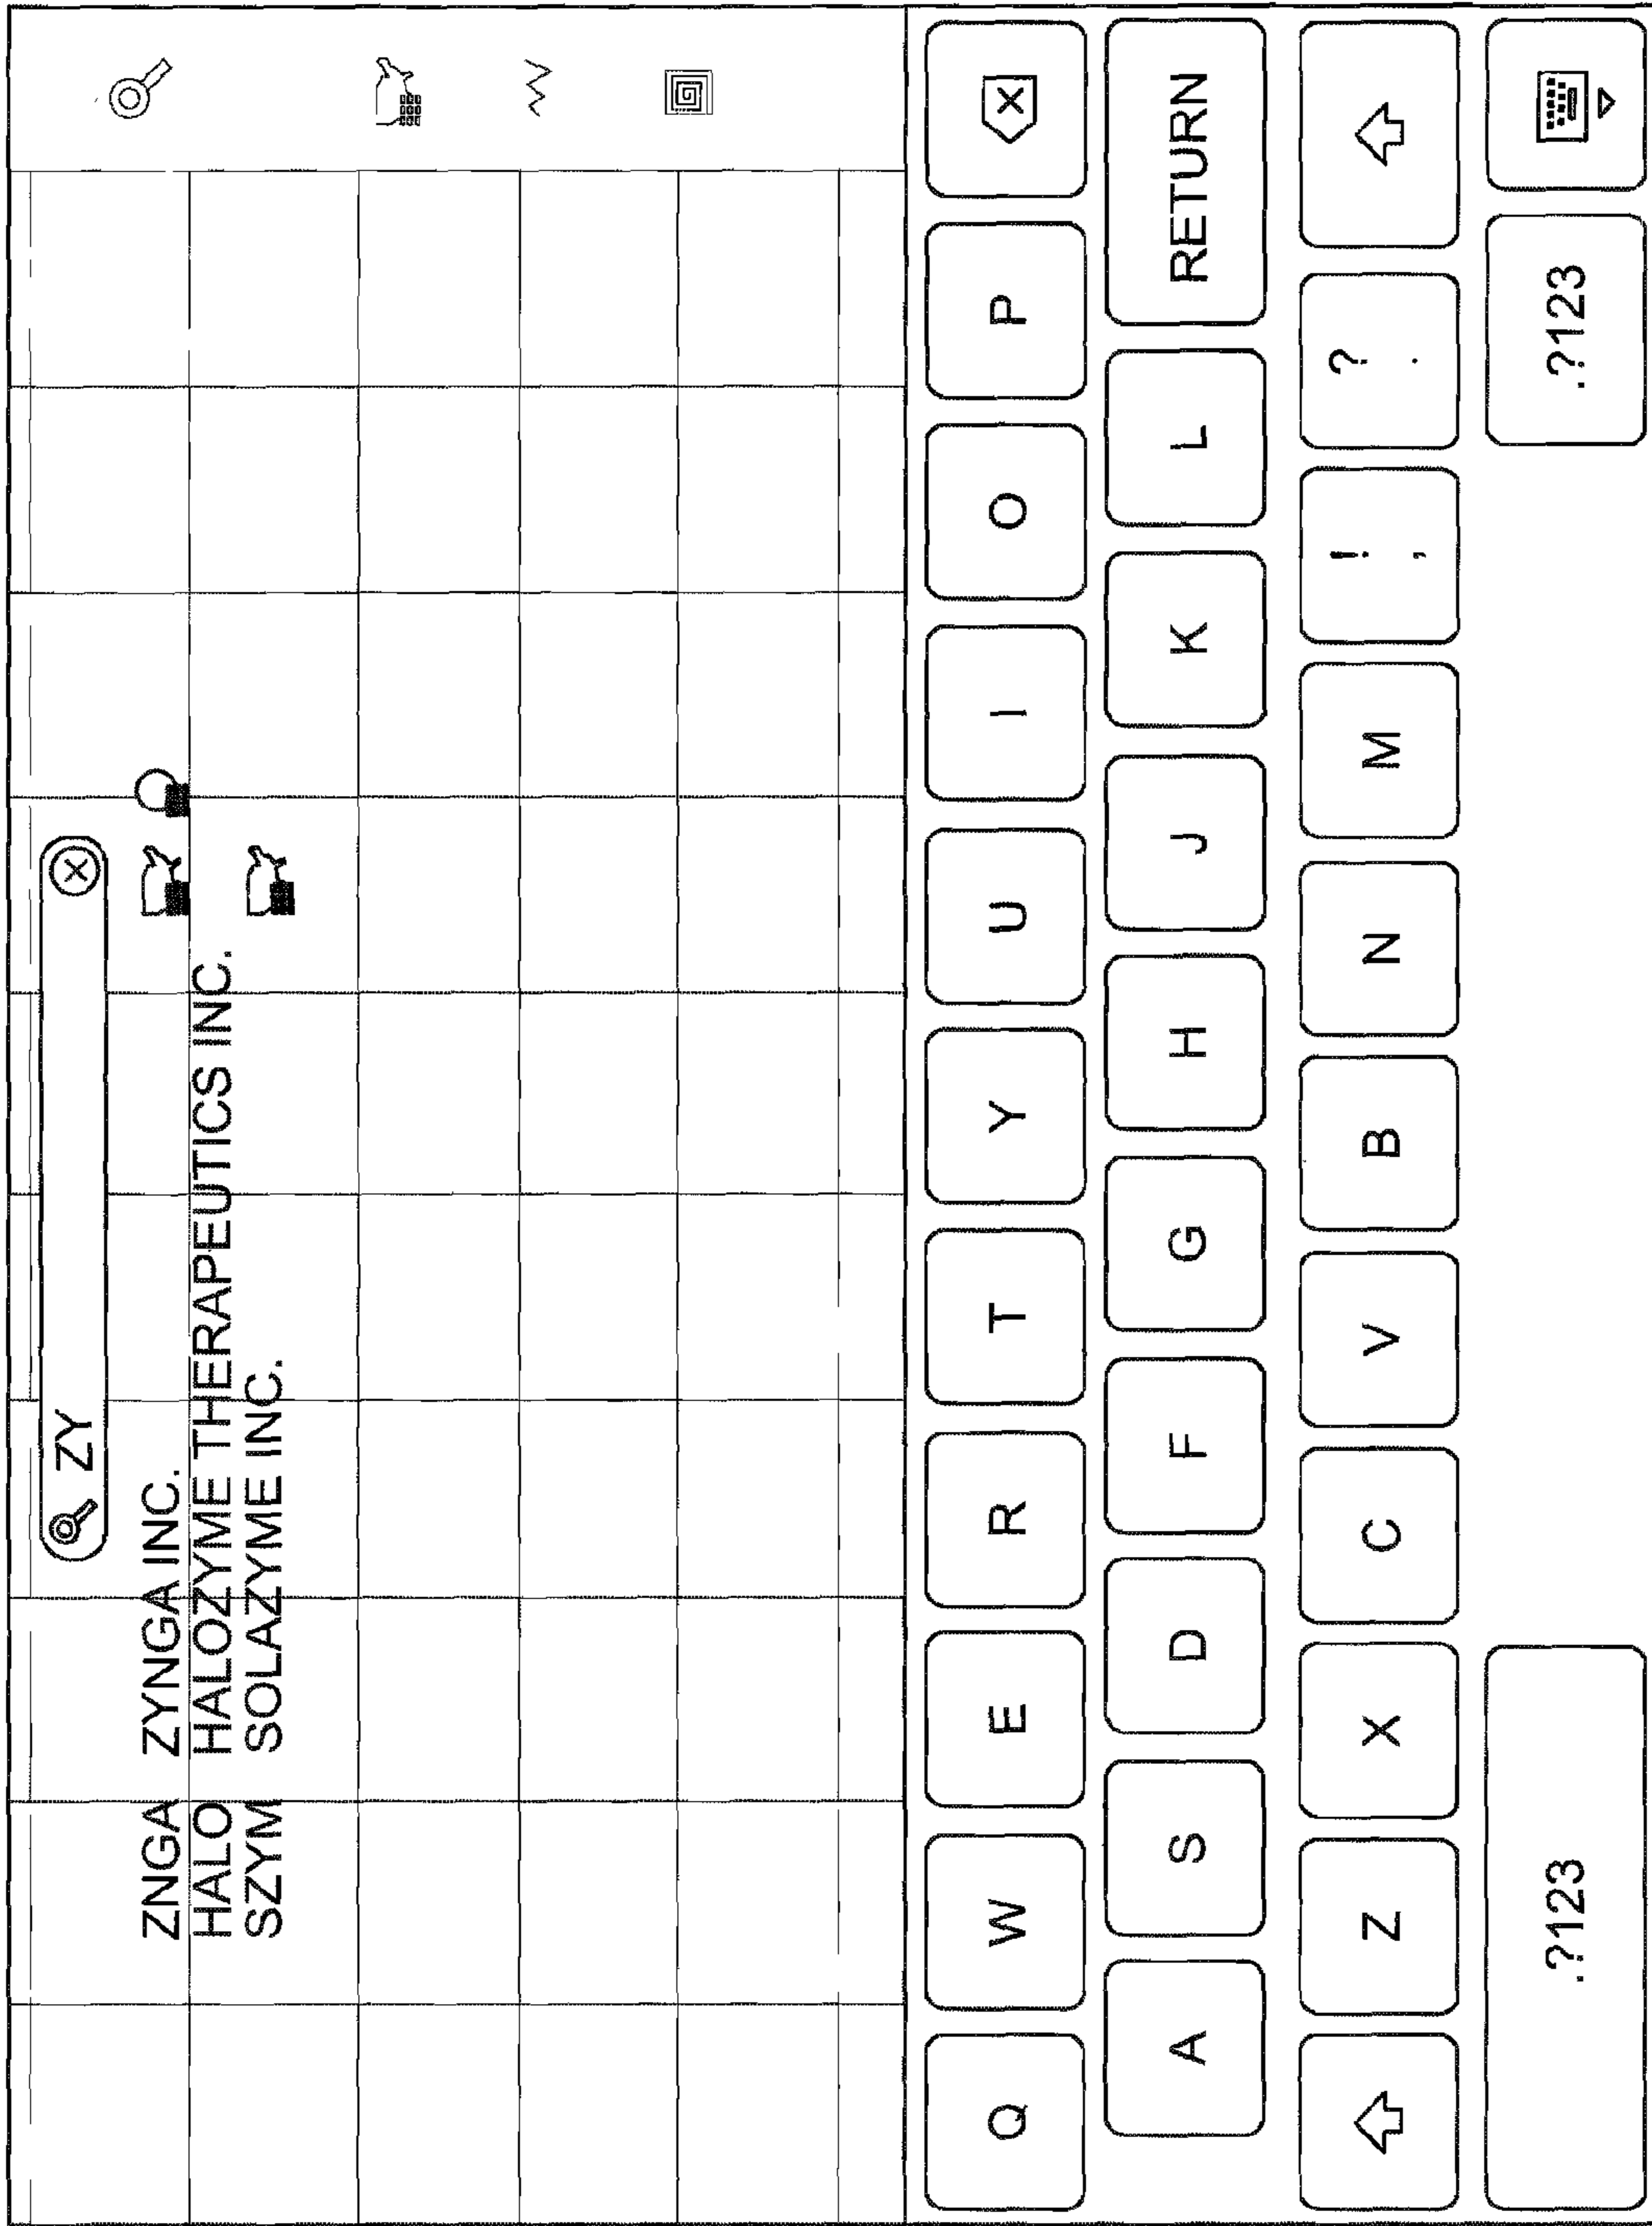 ZY
ZNGA ZYNGA INC.
HALO HALOZYME THERAPEUTICS INC.
SZYM SOLAZYME INC.
Q W E R T Y U I O P
A S D F G H J K L RETURN
Z X C V B N M ! , ? .
.?123 .?123